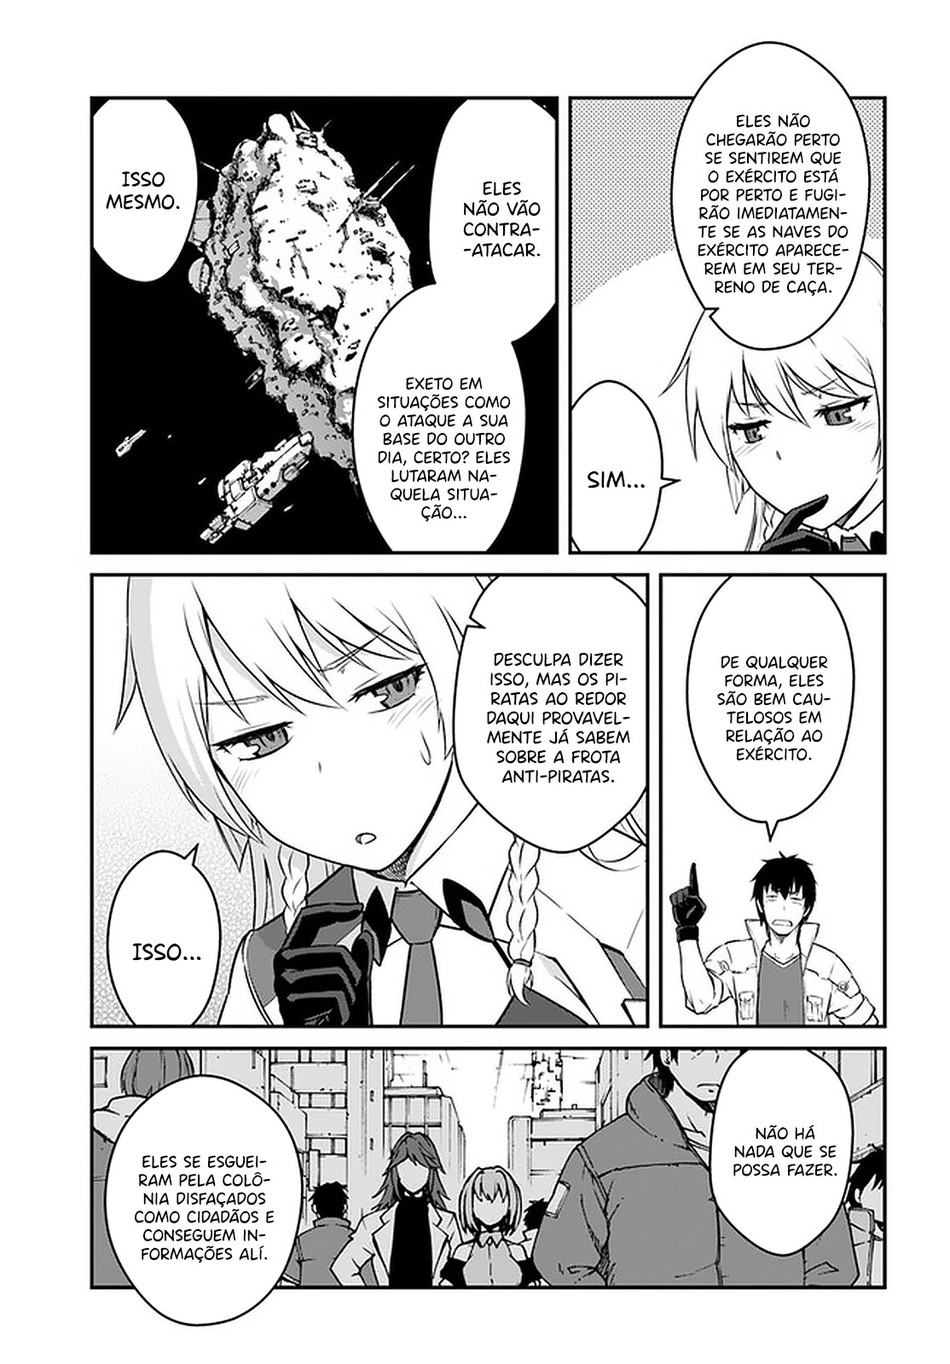 ELES NÃO
CHEGARÃO PERTO
SE SENTIREM QUE
O EXÉRCITO ESTÁ
POR PERTO E FUGI-
RÃO IMEDIATAMEN-
TE SE AS NAVES DO
EXÉRCITO APARECE-
REM EM SEU TER-
RENO DE CAÇA.
SIM...
ELES
NÃO VÃO
CONTRA-
-ATACAR.
EXETO EM
SITUAÇÕES COMO
O ATAQUE A SUA
BASE DO OUTRO
DIA, CERTO? ELES
LUTARAM NA-
QUELA SITUA-
ÇÃO...
ISSO
MESMO.
DE QUALQUER
FORMA, ELES
SÃO BEM CAU-
TELOSOS EM
RELAÇÃO AO
EXÉRCITO.
DESCULPA DIZER
ISSO, MAS OS PI-
RATAS AO REDOR
DAQUI PROVAVEL-
MENTE JÁ SABEM
SOBRE A FROTA
ANTI-PIRATAS.
ISSO...
NÃO HÁ
NADA QUE SE
POSSA FAZER.
ELES SE ESGUEI-
RAM PELA COLÔ-
NIA DISFAÇADOS
COMO CIDADÃOS E
CONSEGUEM IN-
FORMAÇÕES ALÍ.